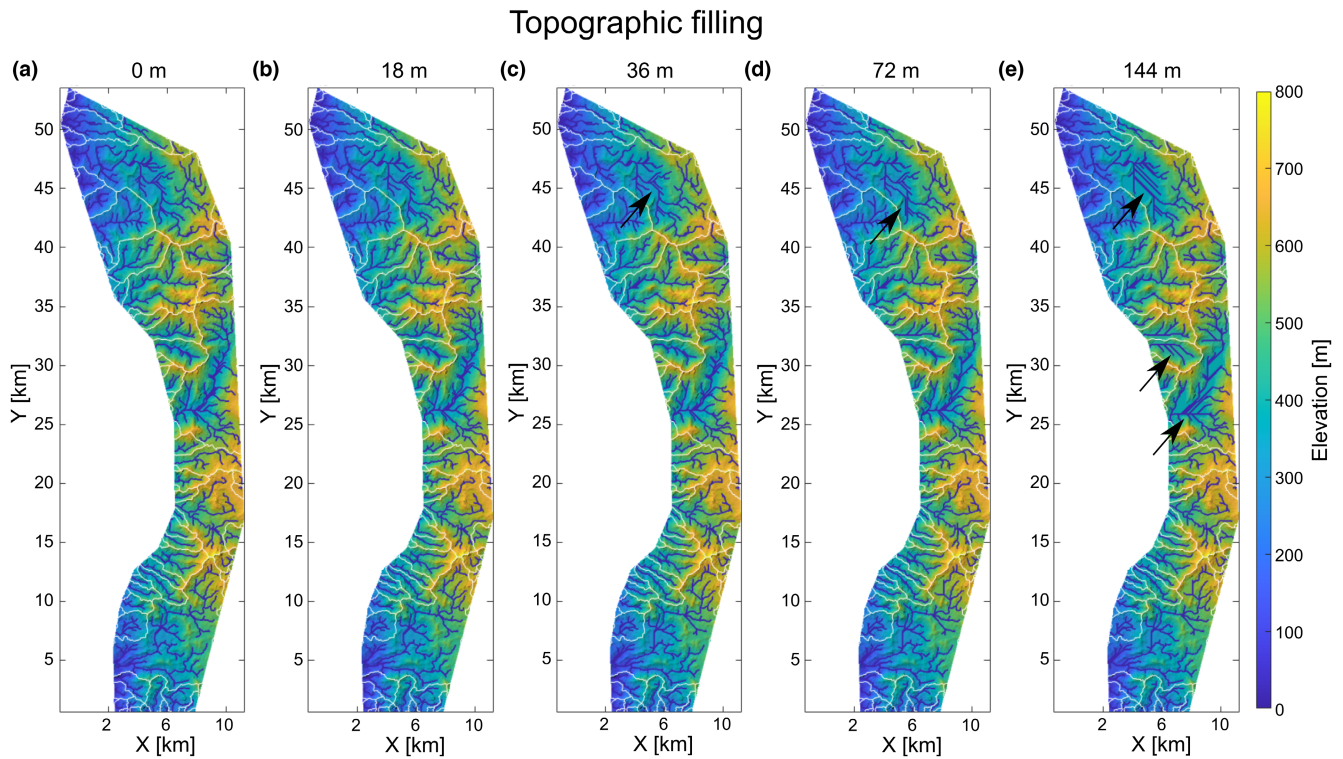 Topographic filling
(a) 0 m (b) 18 m (c) 36 m (d) 72 m (e) 144 m
50 50 50 50 50 800
45 45 45 45 45 700
40 40 40 40 40 600
35 35 35 35 35 500
30 30 30 30 30 400
25 25 25 25 25 300
20 20 20 20 20 200
15 15 15 15 15 100
10 10 10 10 10 0
5 5 5 5 5
Y [km] Y [km] Y [km] Y [km] Y [km] Elevation [m]
2 6 10 2 6 10 2 6 10 2 6 10 2 6 10
X [km] X [km] X [km] X [km] X [km]